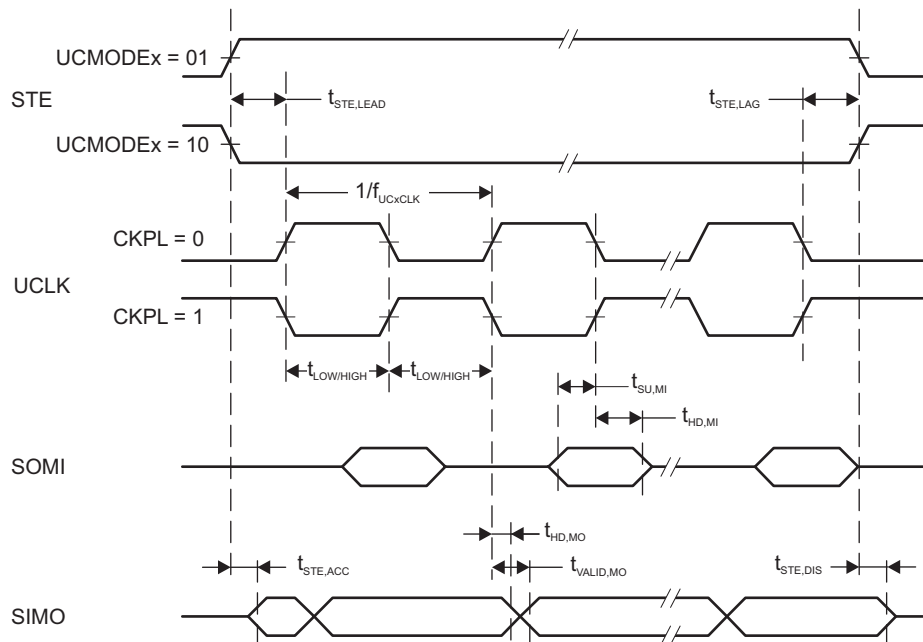 UCMODEx = 01
STE
tSTE,LEAD
tSTE,LAG
UCMODEx = 10
1/fUCxCLK
CKPL = 0
UCLK
CKPL = 1
tLOW/HIGH
tLOW/HIGH
tSU,MI
tHD,MI
SOMI
tHD,MO
tSTE,ACC
tVALID,MO
tSTE,DIS
SIMO